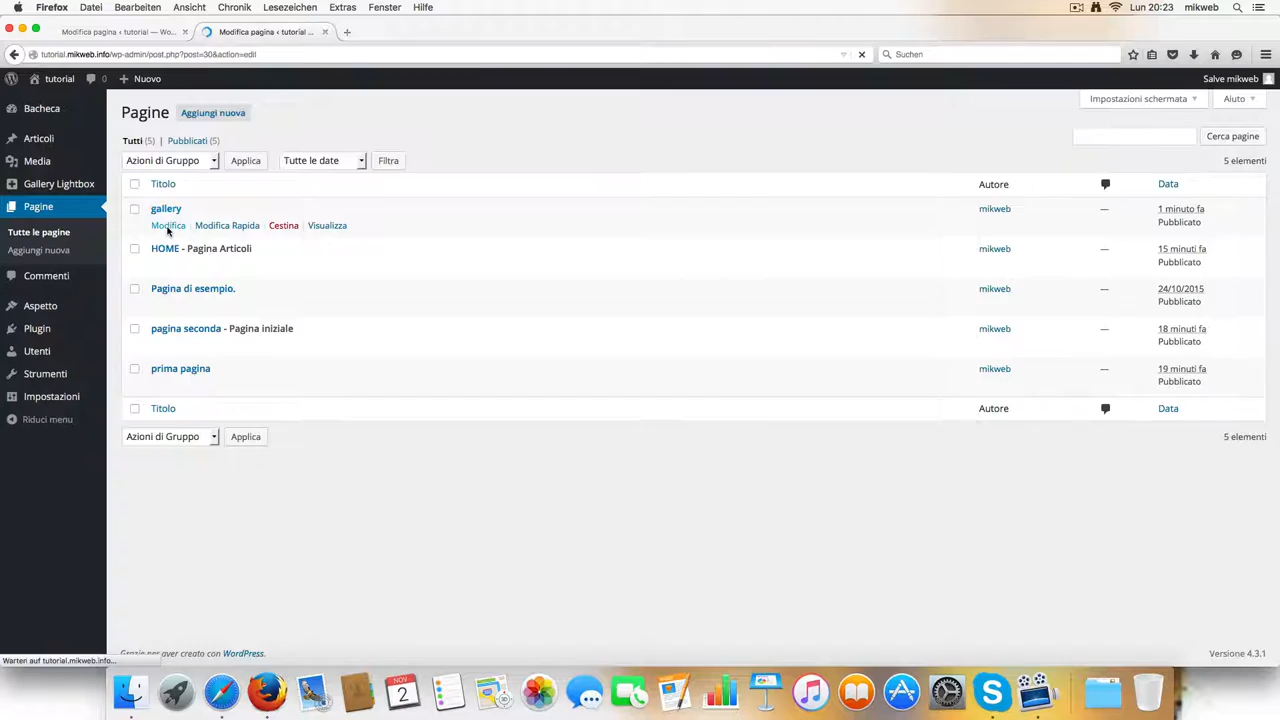 Firefox Datei Bearbeiten Ansicht Chronik Lesezeichen Extras Fenster Hilfe Lun 20:23 mikweb
Modifica pagina ‹ tutorial — Wo... Modifica pagina ‹ tutorial ...
tutorial.mikweb.info/wp-admin/post.php?post=30&action=edit Suchen
tutorial 0 Nuovo Salve mikweb
Bacheca
Articoli
Media
Gallery Lightbox
Pagine
Tutte le pagine
Aggiungi nuova
Commenti
Aspetto
Plugin
Utenti
Strumenti
Impostazioni
Riduci menu
Impostazioni schermata Aiuto
Pagine Aggiungi nuova
Tutti (5) | Pubblicati (5) Cerca pagine
Azioni di Gruppo Applica Tutte le date Filtra 5 elementi
Titolo Autore Data
gallery mikweb — 1 minuto fa
Modifica | Modifica Rapida | Cestina | Visualizza Pubblicato
HOME - Pagina Articoli mikweb — 15 minuti fa
Pubblicato
Pagina di esempio. mikweb — 24/10/2015
Pubblicato
pagina seconda - Pagina iniziale mikweb — 18 minuti fa
Pubblicato
prima pagina mikweb — 19 minuti fa
Pubblicato
Titolo Autore Data
Azioni di Gruppo Applica 5 elementi
Grazie per aver creato con WordPress. Versione 4.3.1
Warten auf tutorial.mikweb.info...
NOV
2